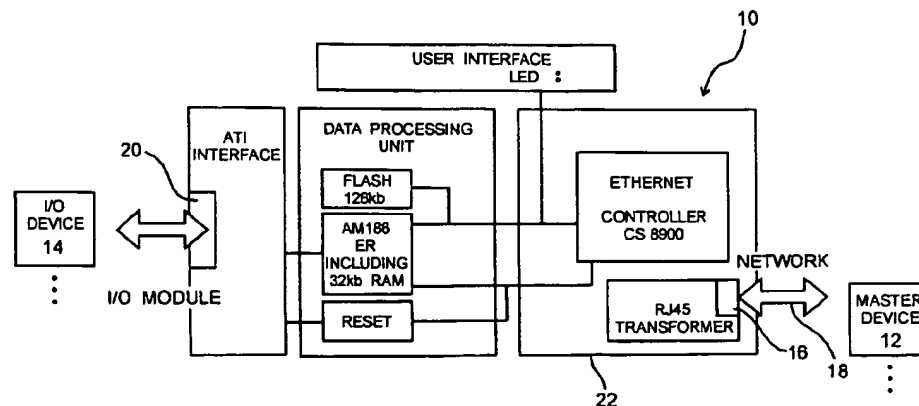 10
USER INTERFACE
LED :
ATI
INTERFACE
20
DATA PROCESSING
UNIT
FLASH
128kb
AM186
ER
INCLUDING
32kb RAM
RESET
ETHERNET
CONTROLLER
CS 8900
I/O
DEVICE
14
I/O MODULE
NETWORK
RJ45
TRANSFORMER
16
18
MASTER
DEVICE
12
22